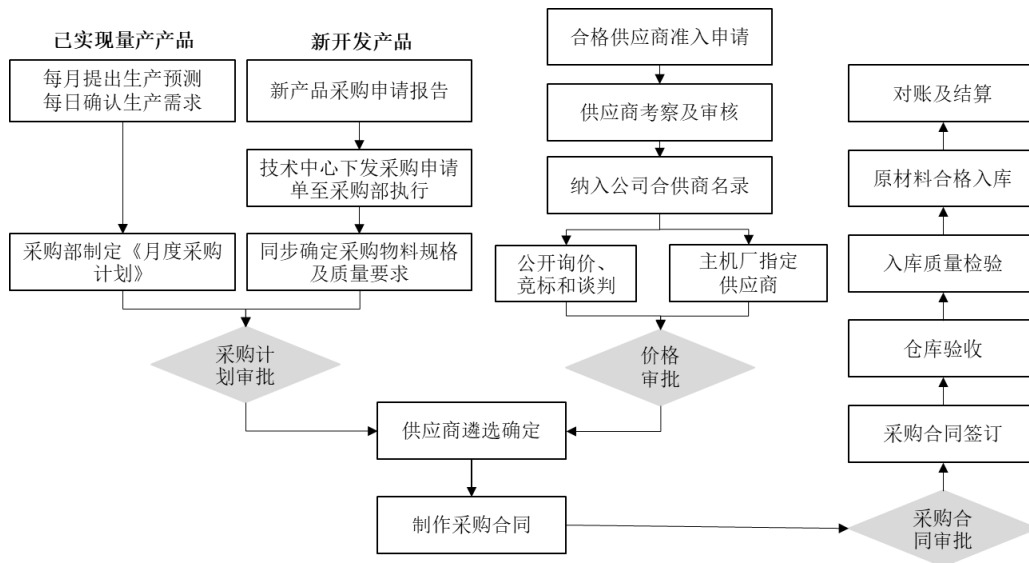 已实现量产产品
每月提出生产预测
每日确认生产需求
采购部制定《月度采购
计划》
新开发产品
新产品采购申请报告
技术中心下发采购申请
单至采购部执行
同步确定采购物料规格
及质量要求
采购计
划审批
合格供应商准入申请
供应商考察及审核
纳入公司合供商名录
公开询价、
竞标和谈判
主机厂指定
供应商
价格
审批
供应商遴选确定
制作采购合同
采购合
同审批
采购合同签订
仓库验收
入库质量检验
原材料合格入库
对账及结算